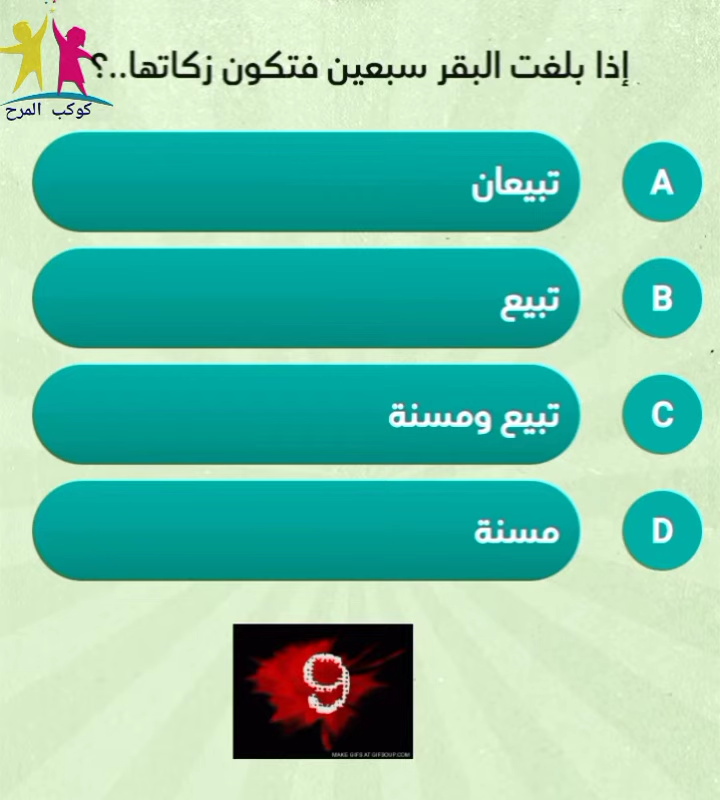 كوكب المرح
إذا بلغت البقر سبعين فتكون زكاتها..؟
A تبيعان
B تبيع
C تبيع ومسنة
D مسنة
9
MAKE GIFS AT GIFSOUP.COM